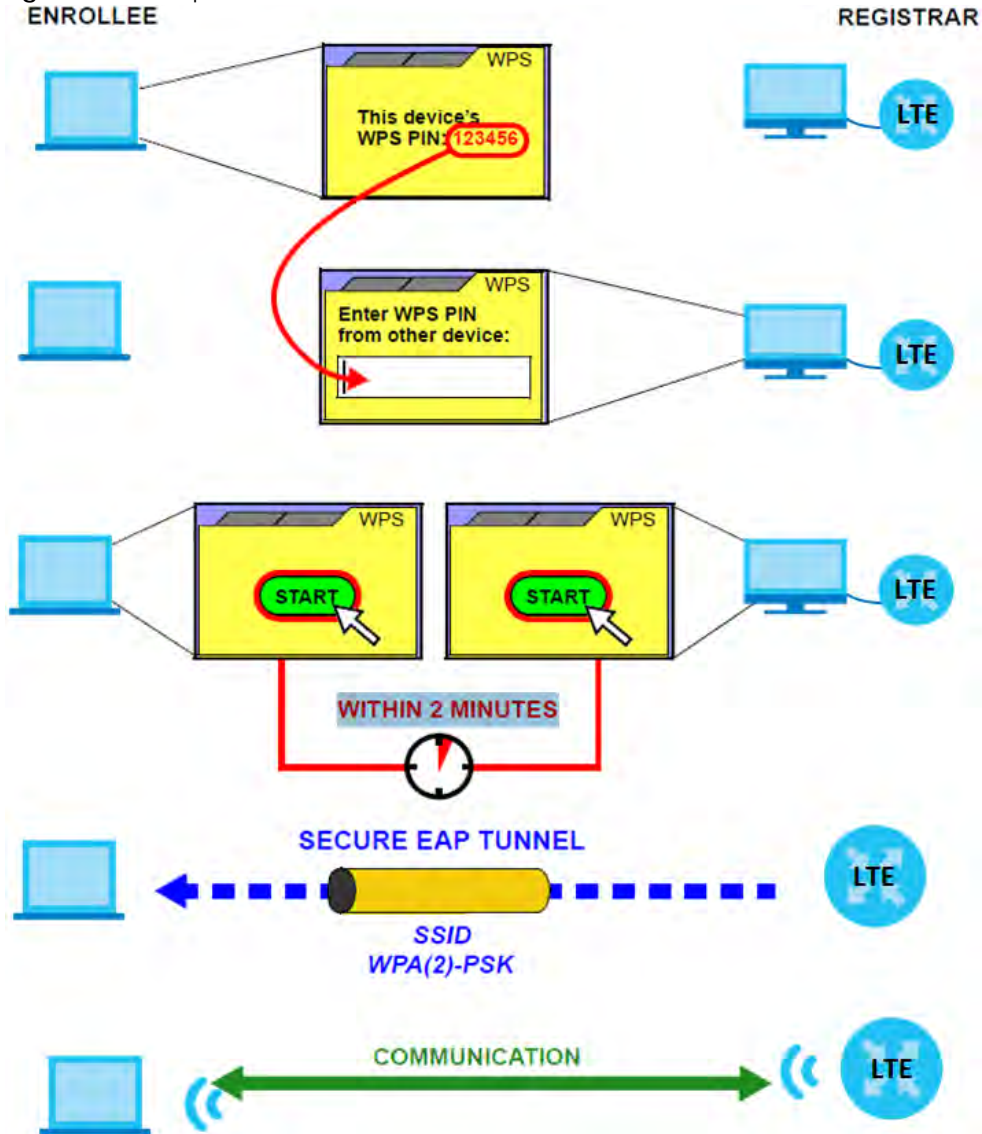 ENROLLEE
REGISTRAR
WPS
This device's
WPS PIN: 123456
LTE
WPS
Enter WPS PIN
from other device:
LTE
WPS
WPS
START
START
LTE
WITHIN 2 MINUTES
SECURE EAP TUNNEL
LTE
SSID
WPA(2)-PSK
COMMUNICATION
LTE